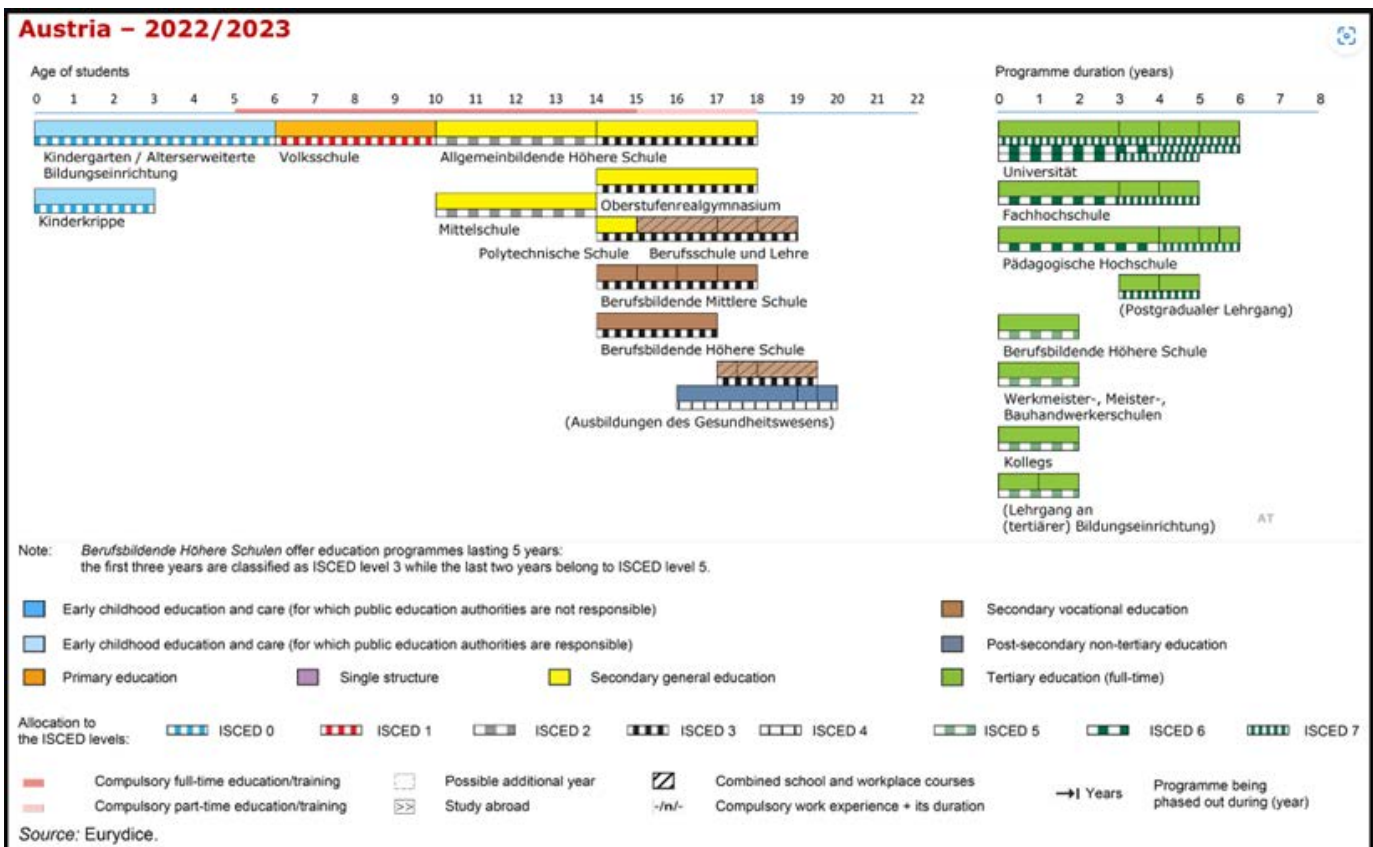 Austria – 2022/2023
Age of students
0 1 2 3 4 5 6 7 8 9 10 11 12 13 14 15 16 17 18 19 20 21 22
Kindergarten / Alterserweiterte
Bildungseinrichtung
Volksschule
Allgemeinbildende Höhere Schule
Kinderkrippe
Oberstufenrealgymnasium
Mittelschule
Polytechnische Schule
Berufsschule und Lehre
Berufsbildende Mittlere Schule
Berufsbildende Höhere Schule
(Ausbildungen des Gesundheitswesens)
Programme duration (years)
0 1 2 3 4 5 6 7 8
Universität
Fachhochschule
Pädagogische Hochschule
(Postgradualer Lehrgang)
Berufsbildende Höhere Schule
Werkmeister-, Meister-,
Bauhandwerkerschulen
Kollegs
(Lehrgang an
(tertiärer) Bildungseinrichtung)
AT
Note: Berufsbildende Höhere Schulen offer education programmes lasting 5 years:
the first three years are classified as ISCED level 3 while the last two years belong to ISCED level 5.
Early childhood education and care (for which public education authorities are not responsible)
Secondary vocational education
Early childhood education and care (for which public education authorities are responsible)
Post-secondary non-tertiary education
Primary education
Single structure
Secondary general education
Tertiary education (full-time)
Allocation to
the ISCED levels:
ISCED 0
ISCED 1
ISCED 2
ISCED 3
ISCED 4
ISCED 5
ISCED 6
ISCED 7
Compulsory full-time education/training
Possible additional year
Combined school and workplace courses
Compulsory part-time education/training
>> Study abroad
-/n/- Compulsory work experience + its duration
Years
Programme being
phased out during (year)
Source: Eurydice.